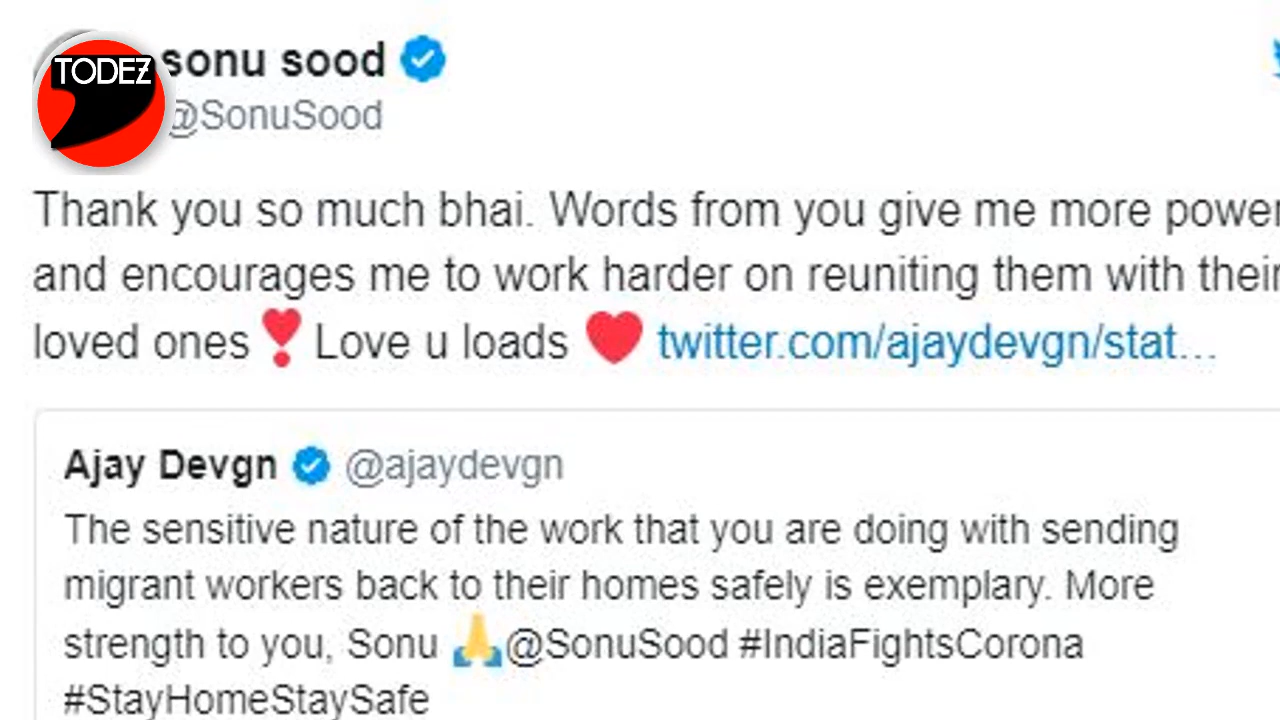 TODEZ
sonu sood
@SonuSood
Thank you so much bhai. Words from you give me more power
and encourages me to work harder on reuniting them with their
loved ones❣Love u loads ❤ twitter.com/ajaydevgn/stat...
Ajay Devgn @ajaydevgn
The sensitive nature of the work that you are doing with sending
migrant workers back to their homes safely is exemplary. More
strength to you, Sonu 🙏@SonuSood #IndiaFightsCorona
#StayHomeStaySafe